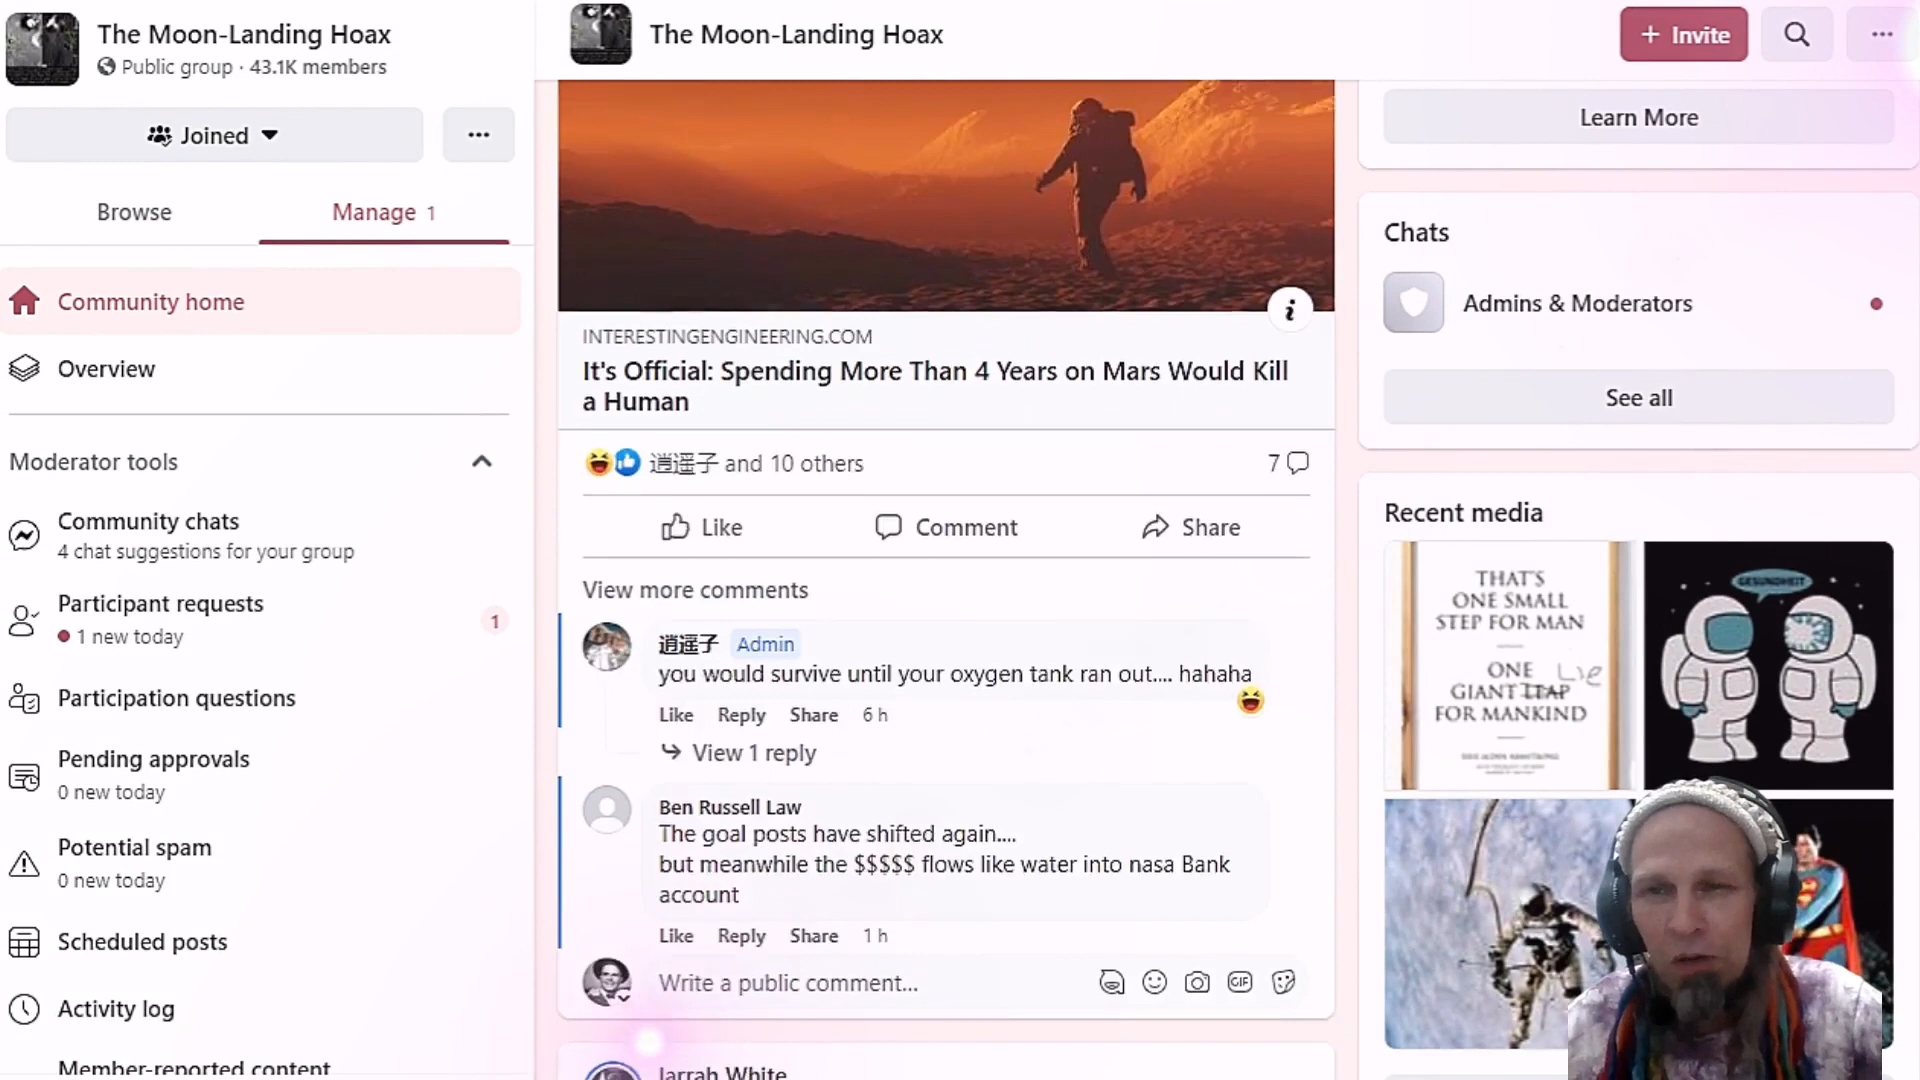 The Moon-Landing Hoax
Public group · 43.1K members
Joined
Browse
Manage 1
Community home
Overview
Moderator tools
Community chats
4 chat suggestions for your group
Participant requests
1 new today
1
Participation questions
Pending approvals
0 new today
Potential spam
0 new today
Scheduled posts
Activity log
Member-reported content
The Moon-Landing Hoax
+ Invite
INTERESTINGENGINEERING.COM
It's Official: Spending More Than 4 Years on Mars Would Kill
a Human
逍遥子 and 10 others
7
Like
Comment
Share
View more comments
逍遥子 Admin
you would survive until your oxygen tank ran out.... hahaha
Like Reply Share 6 h
View 1 reply
Ben Russell Law
The goal posts have shifted again....
but meanwhile the $$$$$ flows like water into nasa Bank
account
Like Reply Share 1 h
Write a public comment...
GIF
Jarrah White
Learn More
Chats
Admins & Moderators
See all
Recent media
THAT'S
ONE SMALL
STEP FOR MAN
ONE Lie
GIANT LEAP
FOR MANKIND
GESUNDHEIT